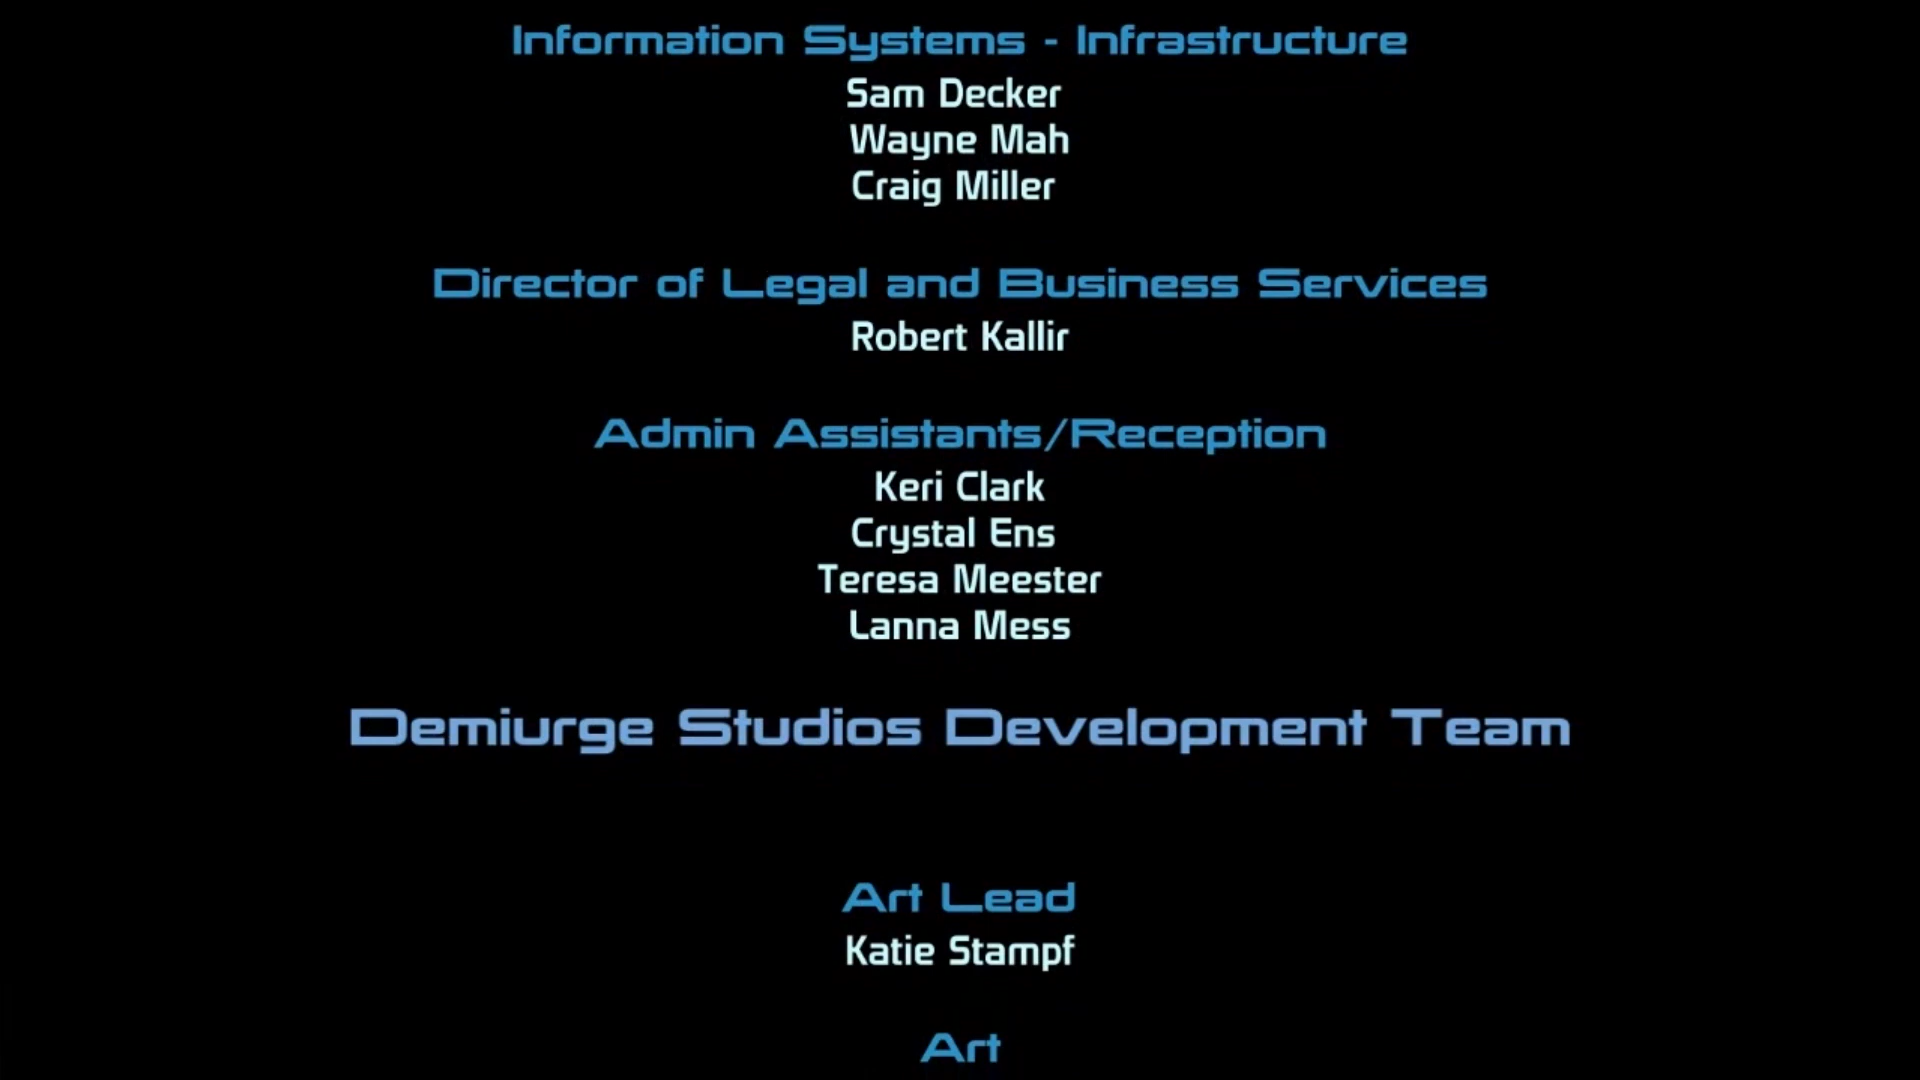 Information Systems - Infrastructure
Sam Decker
Wayne Mah
Craig Miller
Director of Legal and Business Services
Robert Kallir
Admin Assistants/Reception
Keri Clark
Crystal Ens
Teresa Meester
Lanna Mess
Demiurge Studios Development Team
Art Lead
Katie Stampf
Art